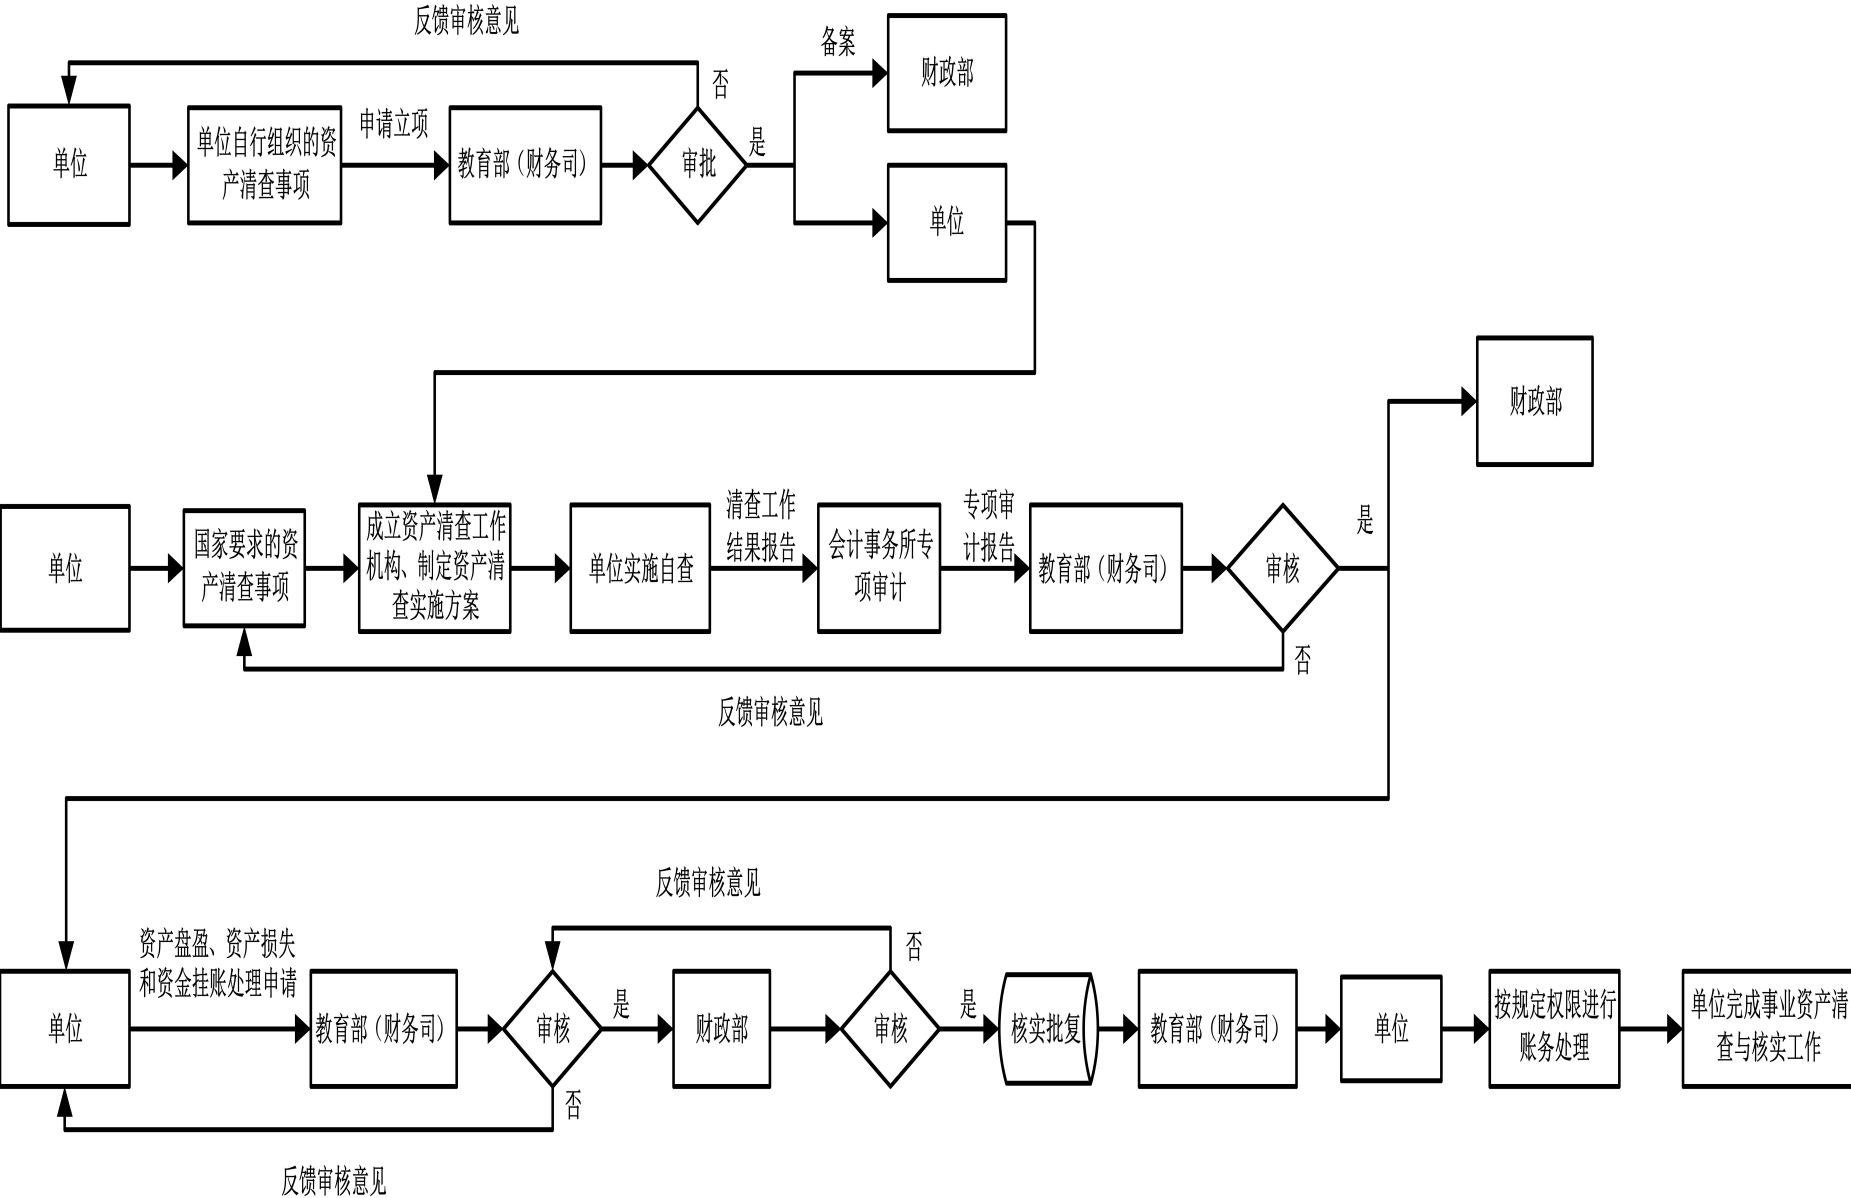 反馈审核意见
备案
财政部
否
单位
单位自行组织的资
产清查事项
申请立项
教育部（财务司）
审批
是
单位
财政部
单位
国家要求的资
产清查事项
成立资产清查工作
机构、制定资产清
查实施方案
单位实施自查
清查工作
结果报告
会计事务所专
项审计
专项审
计报告
教育部（财务司）
审核
是
否
反馈审核意见
反馈审核意见
单位
资产盘盈、资产损失
和资金挂账处理申请
教育部（财务司）
审核
是
否
财政部
审核
否
是
核实批复
教育部（财务司）
单位
按规定权限进行
账务处理
单位完成事业资产清
查与核实工作
反馈审核意见